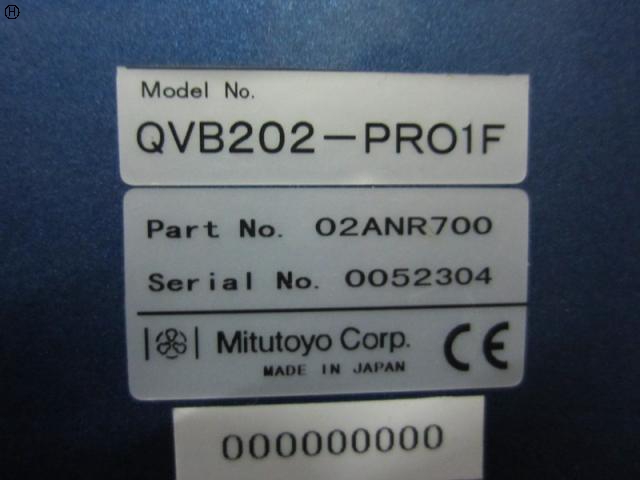 H
Model No.
QVB202-PRO1F
Part No. 02ANR700
Serial No. 0052304
Mitutoyo Corp. CE
MADE IN JAPAN
000000000